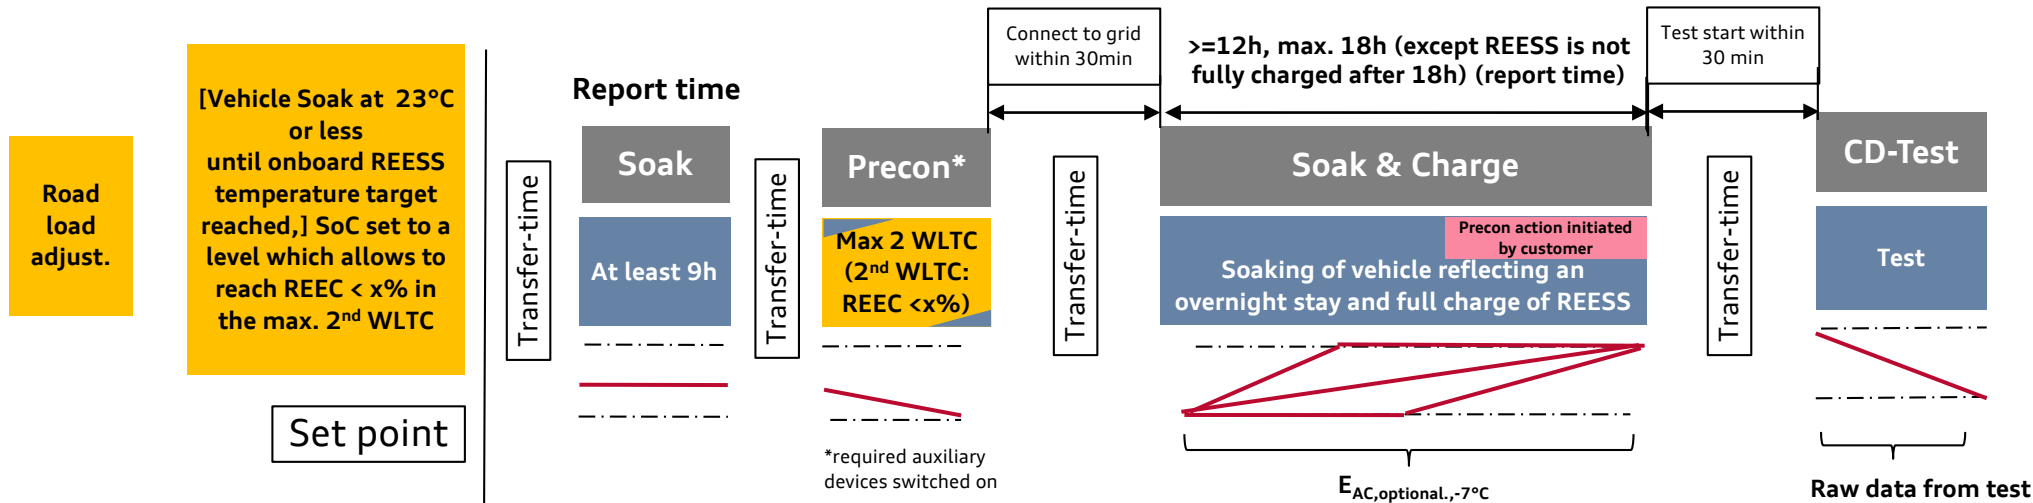 Road
load
adjust.
[Vehicle Soak at 23°C
or less
until onboard REESS
temperature target
reached,] SoC set to a
level which allows to
reach REEC < x% in
the max. 2nd WLTC
Set point
Transfer-time
Report time
Soak
At least 9h
Transfer-time
Precon*
Max 2 WLTC
(2nd WLTC:
REEC <x%)
*required auxiliary
devices switched on
Connect to grid
within 30min
Transfer-time
>=12h, max. 18h (except REESS is not
fully charged after 18h) (report time)
Soak & Charge
Precon action initiated
by customer
Soaking of vehicle reflecting an
overnight stay and full charge of REESS
EAC,optional.,-7°C
Test start within
30 min
Transfer-time
CD-Test
Test
Raw data from test